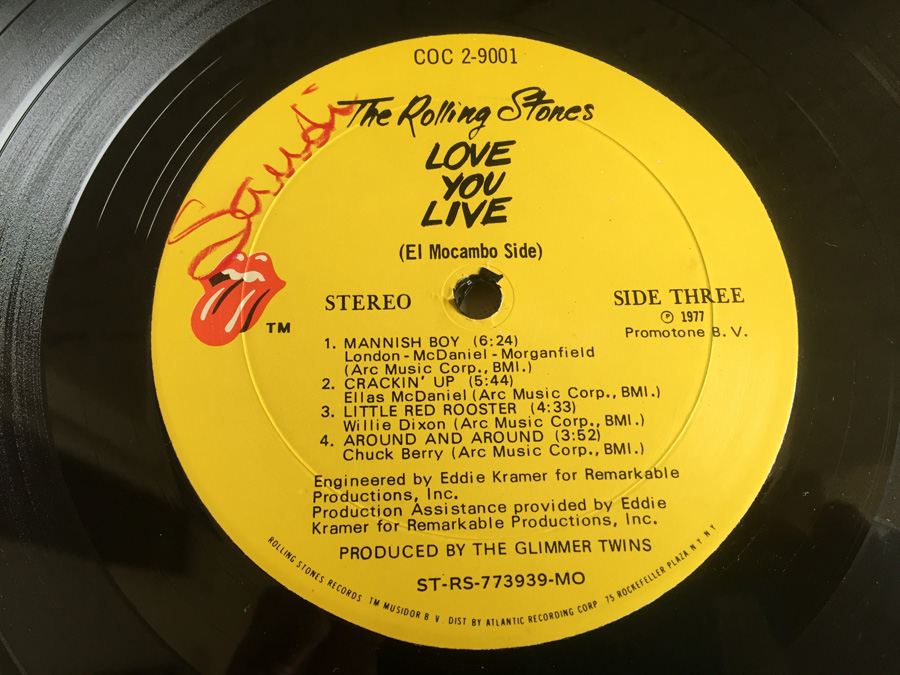 COC 2-9001
Sandi
The Rolling Stones
LOVE
YOU
LIVE
(El Mocambo Side)
STEREO
SIDE THREE
℗ 1977
Promotone B.V.
TM
1. MANNISH BOY (6:24)
London-McDaniel-Morganfield
(Arc Music Corp., BMI.)
2. CRACKIN' UP (5:44)
Ellas McDaniel (Arc Music Corp., BMI.)
3. LITTLE RED ROOSTER (4:33)
Willie Dixon (Arc Music Corp., BMI.)
4. AROUND AND AROUND (3:52)
Chuck Berry (Arc Music Corp., BMI.)
Engineered by Eddie Kramer for Remarkable
Productions, Inc.
Production Assistance provided by Eddie
Kramer for Remarkable Productions, Inc.
PRODUCED BY THE GLIMMER TWINS
ST-RS-773939-MO
ROLLING STONES RECORDS TM MUSIDOR B V. DIST BY ATLANTIC RECORDING CORP 75 ROCKEFELLER PLAZA, N.Y. N.Y.